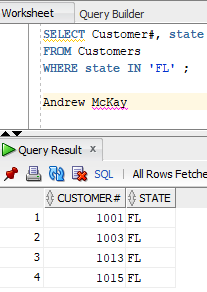 Worksheet Query Builder
SELECT Customer#, state
FROM Customers
WHERE state IN 'FL' ;
Andrew McKay
Query Result x
SQL | All Rows Fetche
CUSTOMER# STATE
1 1001 FL
2 1003 FL
3 1013 FL
4 1015 FL